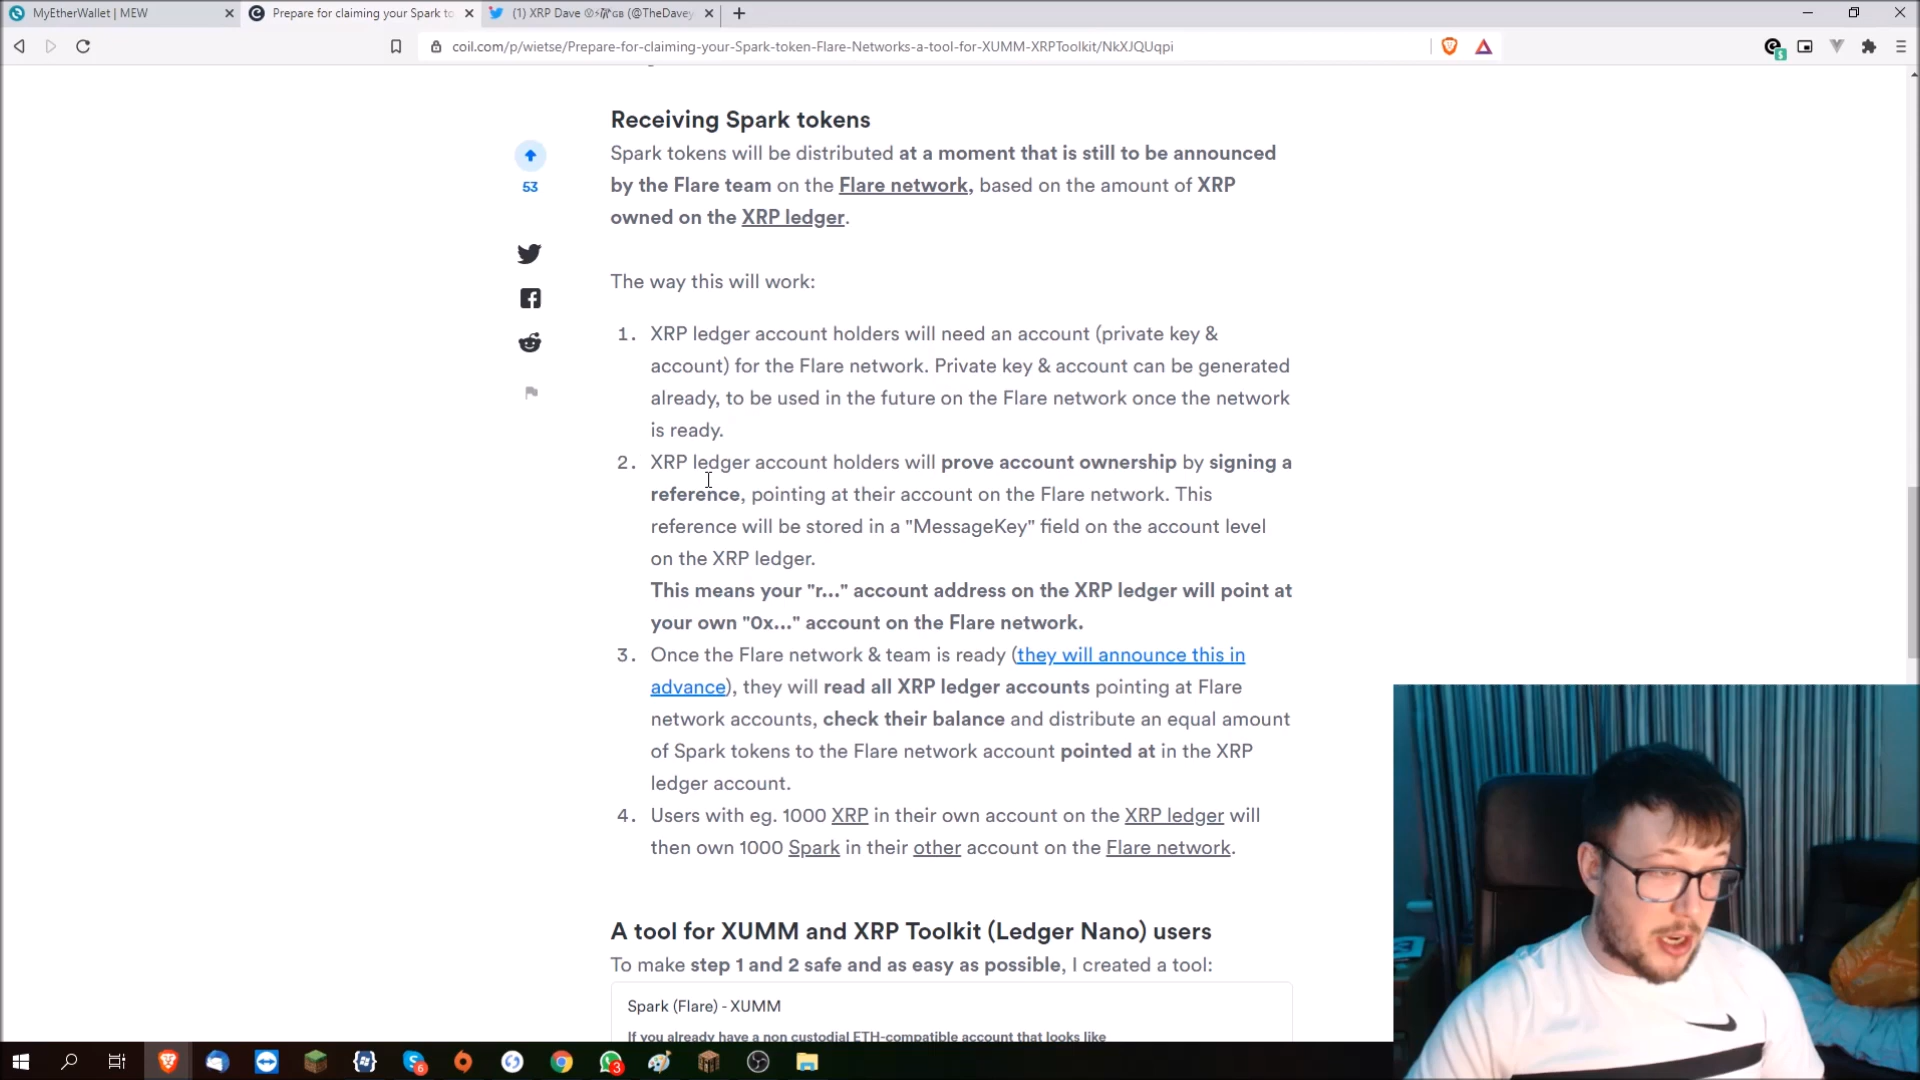 MyEtherWallet | MEW
Prepare for claiming your Spark to
(1) XRP Dave
GB (@TheDavey
coil.com/p/wietse/Prepare-for-claiming-your-Spark-token-Flare-Networks-a-tool-for-XUMM-XRPToolkit/NkXJQUqpi
Receiving Spark tokens
Spark tokens will be distributed at a moment that is still to be announced
by the Flare team on the Flare network, based on the amount of XRP
owned on the XRP ledger.
53
The way this will work:
1. XRP ledger account holders will need an account (private key &
account) for the Flare network. Private key & account can be generated
already, to be used in the future on the Flare network once the network
is ready.
2. XRP ledger account holders will prove account ownership by signing a
reference, pointing at their account on the Flare network. This
reference will be stored in a "MessageKey" field on the account level
on the XRP ledger.
This means your "r..." account address on the XRP ledger will point at
your own "0x..." account on the Flare network.
3. Once the Flare network & team is ready (they will announce this in
advance), they will read all XRP ledger accounts pointing at Flare
network accounts, check their balance and distribute an equal amount
of Spark tokens to the Flare network account pointed at in the XRP
ledger account.
4. Users with eg. 1000 XRP in their own account on the XRP ledger will
then own 1000 Spark in their other account on the Flare network.
A tool for XUMM and XRP Toolkit (Ledger Nano) users
To make step 1 and 2 safe and as easy as possible, I created a tool:
Spark (Flare) - XUMM
If you already have a non custodial ETH-compatible account that looks like
6
3